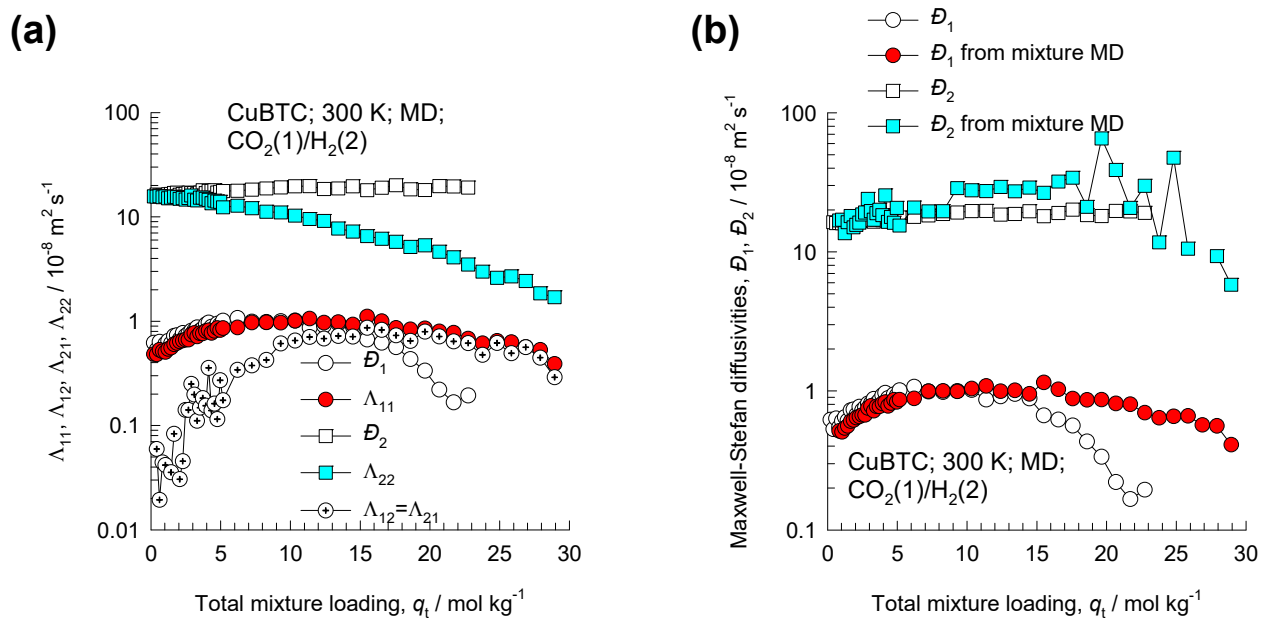 (a)
CuBTC; 300 K; MD;
CO₂(1)/H₂(2)
Λ₁₁, Λ₁₂, Λ₂₁, Λ₂₂ / 10⁻⁸ m² s⁻¹
100
10
1
0.1
0.01
Đ₁
Λ₁₁
Đ₂
Λ₂₂
Λ₁₂=Λ₂₁
0 5 10 15 20 25 30
Total mixture loading, qₜ / mol kg⁻¹
(b)
Đ₁
Đ₁ from mixture MD
Đ₂
Đ₂ from mixture MD
Maxwell-Stefan diffusivities, Đ₁, Đ₂ / 10⁻⁸ m² s⁻¹
100
10
1
0.1
CuBTC; 300 K; MD;
CO₂(1)/H₂(2)
0 5 10 15 20 25 30
Total mixture loading, qₜ / mol kg⁻¹